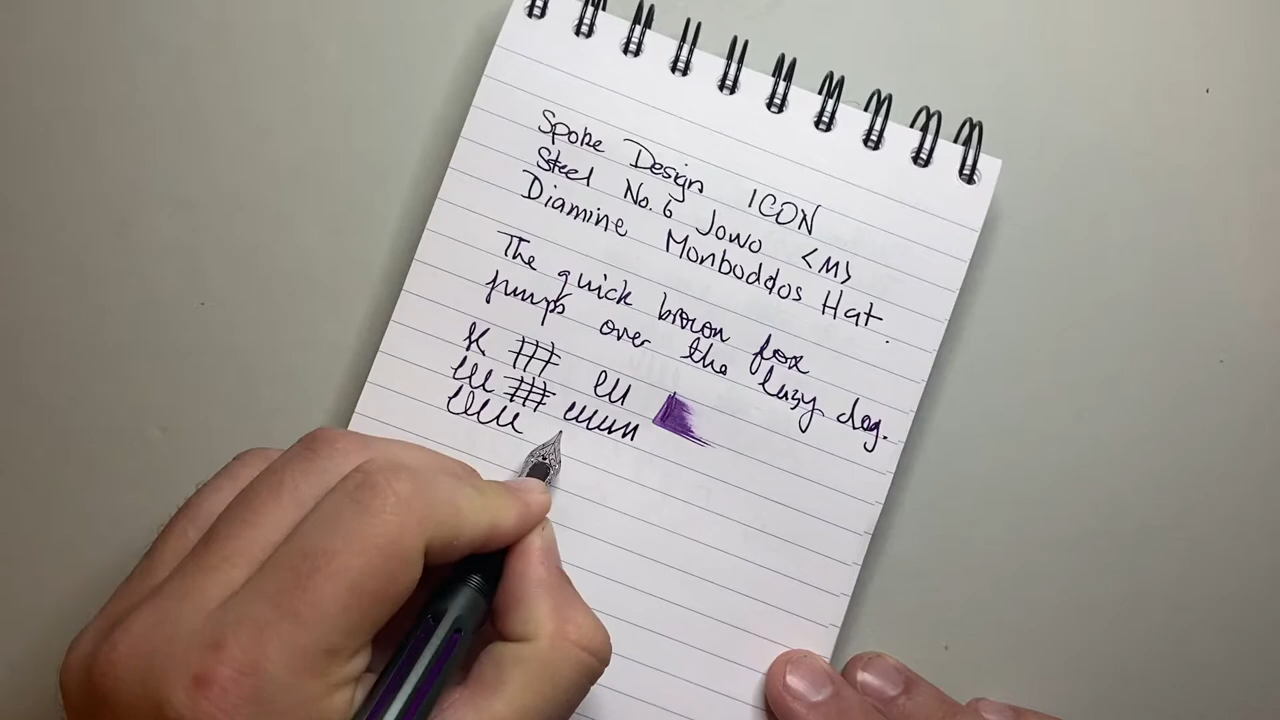 Spoke Design ICON
Steel No. 6 Jowo <M>
Diamine Monboddos Hat
The quick brown fox
jumps over the lazy dog.